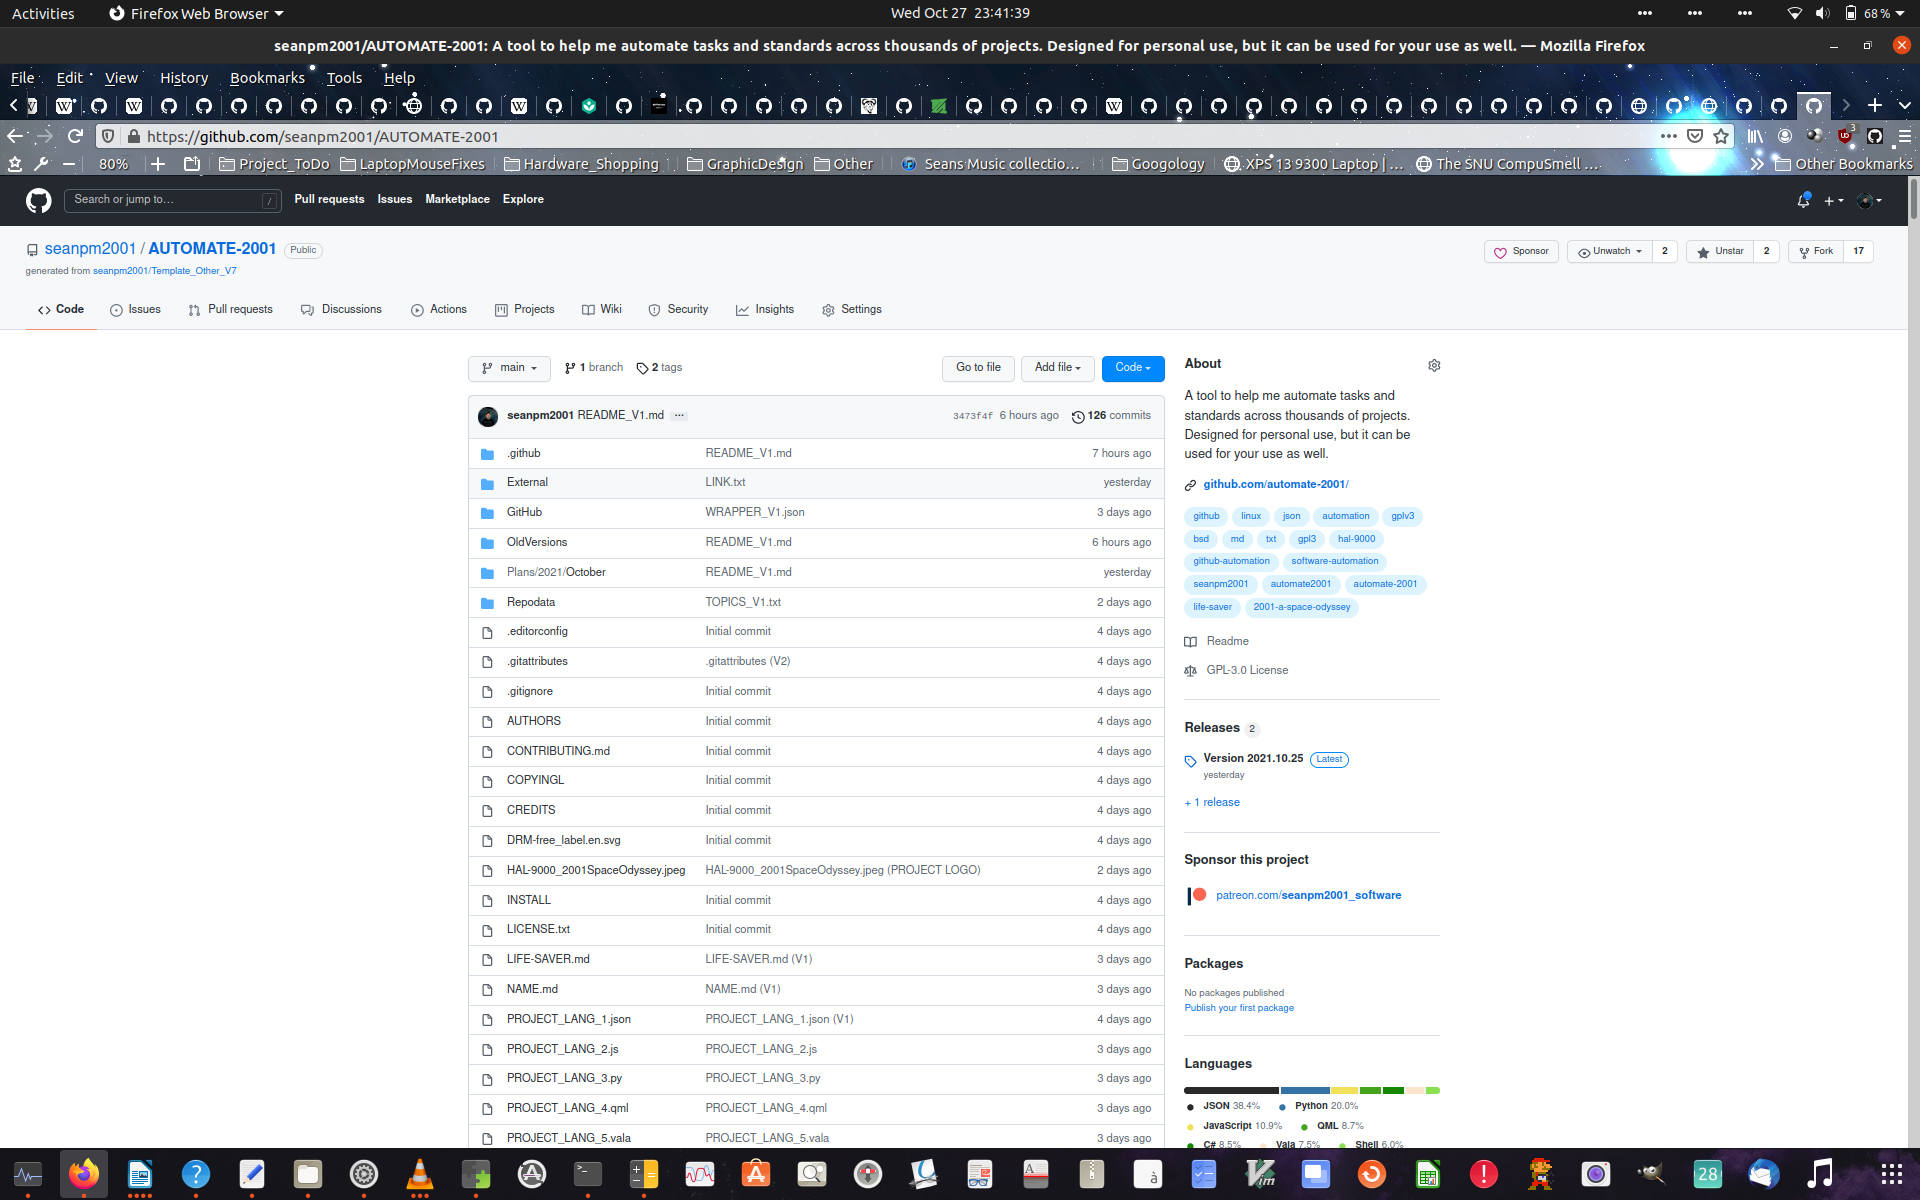 Activities
Firefox Web Browser
Wed Oct 27  23:41:39
68 %
seanpm2001/AUTOMATE-2001: A tool to help me automate tasks and standards across thousands of projects. Designed for personal use, but it can be used for your use as well. — Mozilla Firefox
File Edit View History Bookmarks Tools Help
https://github.com/seanpm2001/AUTOMATE-2001
3
80%
Project_ToDo
LaptopMouseFixes
Hardware_Shopping
GraphicDesign
Other
Seans Music collectio...
Googology
XPS 13 9300 Laptop | ...
The SNU CompuSmell ...
Other Bookmarks
Search or jump to...
/
Pull requests Issues Marketplace Explore
seanpm2001 / AUTOMATE-2001 Public
generated from seanpm2001/Template_Other_V7
Sponsor
Unwatch 2
Unstar 2
Fork 17
Code
Issues
Pull requests
Discussions
Actions
Projects
Wiki
Security
Insights
Settings
main
1 branch
2 tags
Go to file
Add file
Code
seanpm2001 README_V1.md ...
3473f4f 6 hours ago
126 commits
.github README_V1.md 7 hours ago
External LINK.txt yesterday
GitHub WRAPPER_V1.json 3 days ago
OldVersions README_V1.md 6 hours ago
Plans/2021/October README_V1.md yesterday
Repodata TOPICS_V1.txt 2 days ago
.editorconfig Initial commit 4 days ago
.gitattributes .gitattributes (V2) 4 days ago
.gitignore Initial commit 4 days ago
AUTHORS Initial commit 4 days ago
CONTRIBUTING.md Initial commit 4 days ago
COPYINGL Initial commit 4 days ago
CREDITS Initial commit 4 days ago
DRM-free_label.en.svg Initial commit 4 days ago
HAL-9000_2001SpaceOdyssey.jpeg HAL-9000_2001SpaceOdyssey.jpeg (PROJECT LOGO) 2 days ago
INSTALL Initial commit 4 days ago
LICENSE.txt Initial commit 4 days ago
LIFE-SAVER.md LIFE-SAVER.md (V1) 3 days ago
NAME.md NAME.md (V1) 3 days ago
PROJECT_LANG_1.json PROJECT_LANG_1.json (V1) 4 days ago
PROJECT_LANG_2.js PROJECT_LANG_2.js 3 days ago
PROJECT_LANG_3.py PROJECT_LANG_3.py 3 days ago
PROJECT_LANG_4.qml PROJECT_LANG_4.qml 3 days ago
PROJECT_LANG_5.vala PROJECT_LANG_5.vala 3 days ago
About
A tool to help me automate tasks and
standards across thousands of projects.
Designed for personal use, but it can be
used for your use as well.
github.com/automate-2001/
github linux json automation gplv3
bsd md txt gpl3 hal-9000
github-automation software-automation
seanpm2001 automate2001 automate-2001
life-saver 2001-a-space-odyssey
Readme
GPL-3.0 License
Releases 2
Version 2021.10.25 Latest
yesterday
+ 1 release
Sponsor this project
patreon.com/seanpm2001_software
Packages
No packages published
Publish your first package
Languages
JSON 38.4%
Python 20.0%
JavaScript 10.9%
QML 8.7%
C# 8.5%
Vala 7.5%
Shell 6.0%
28